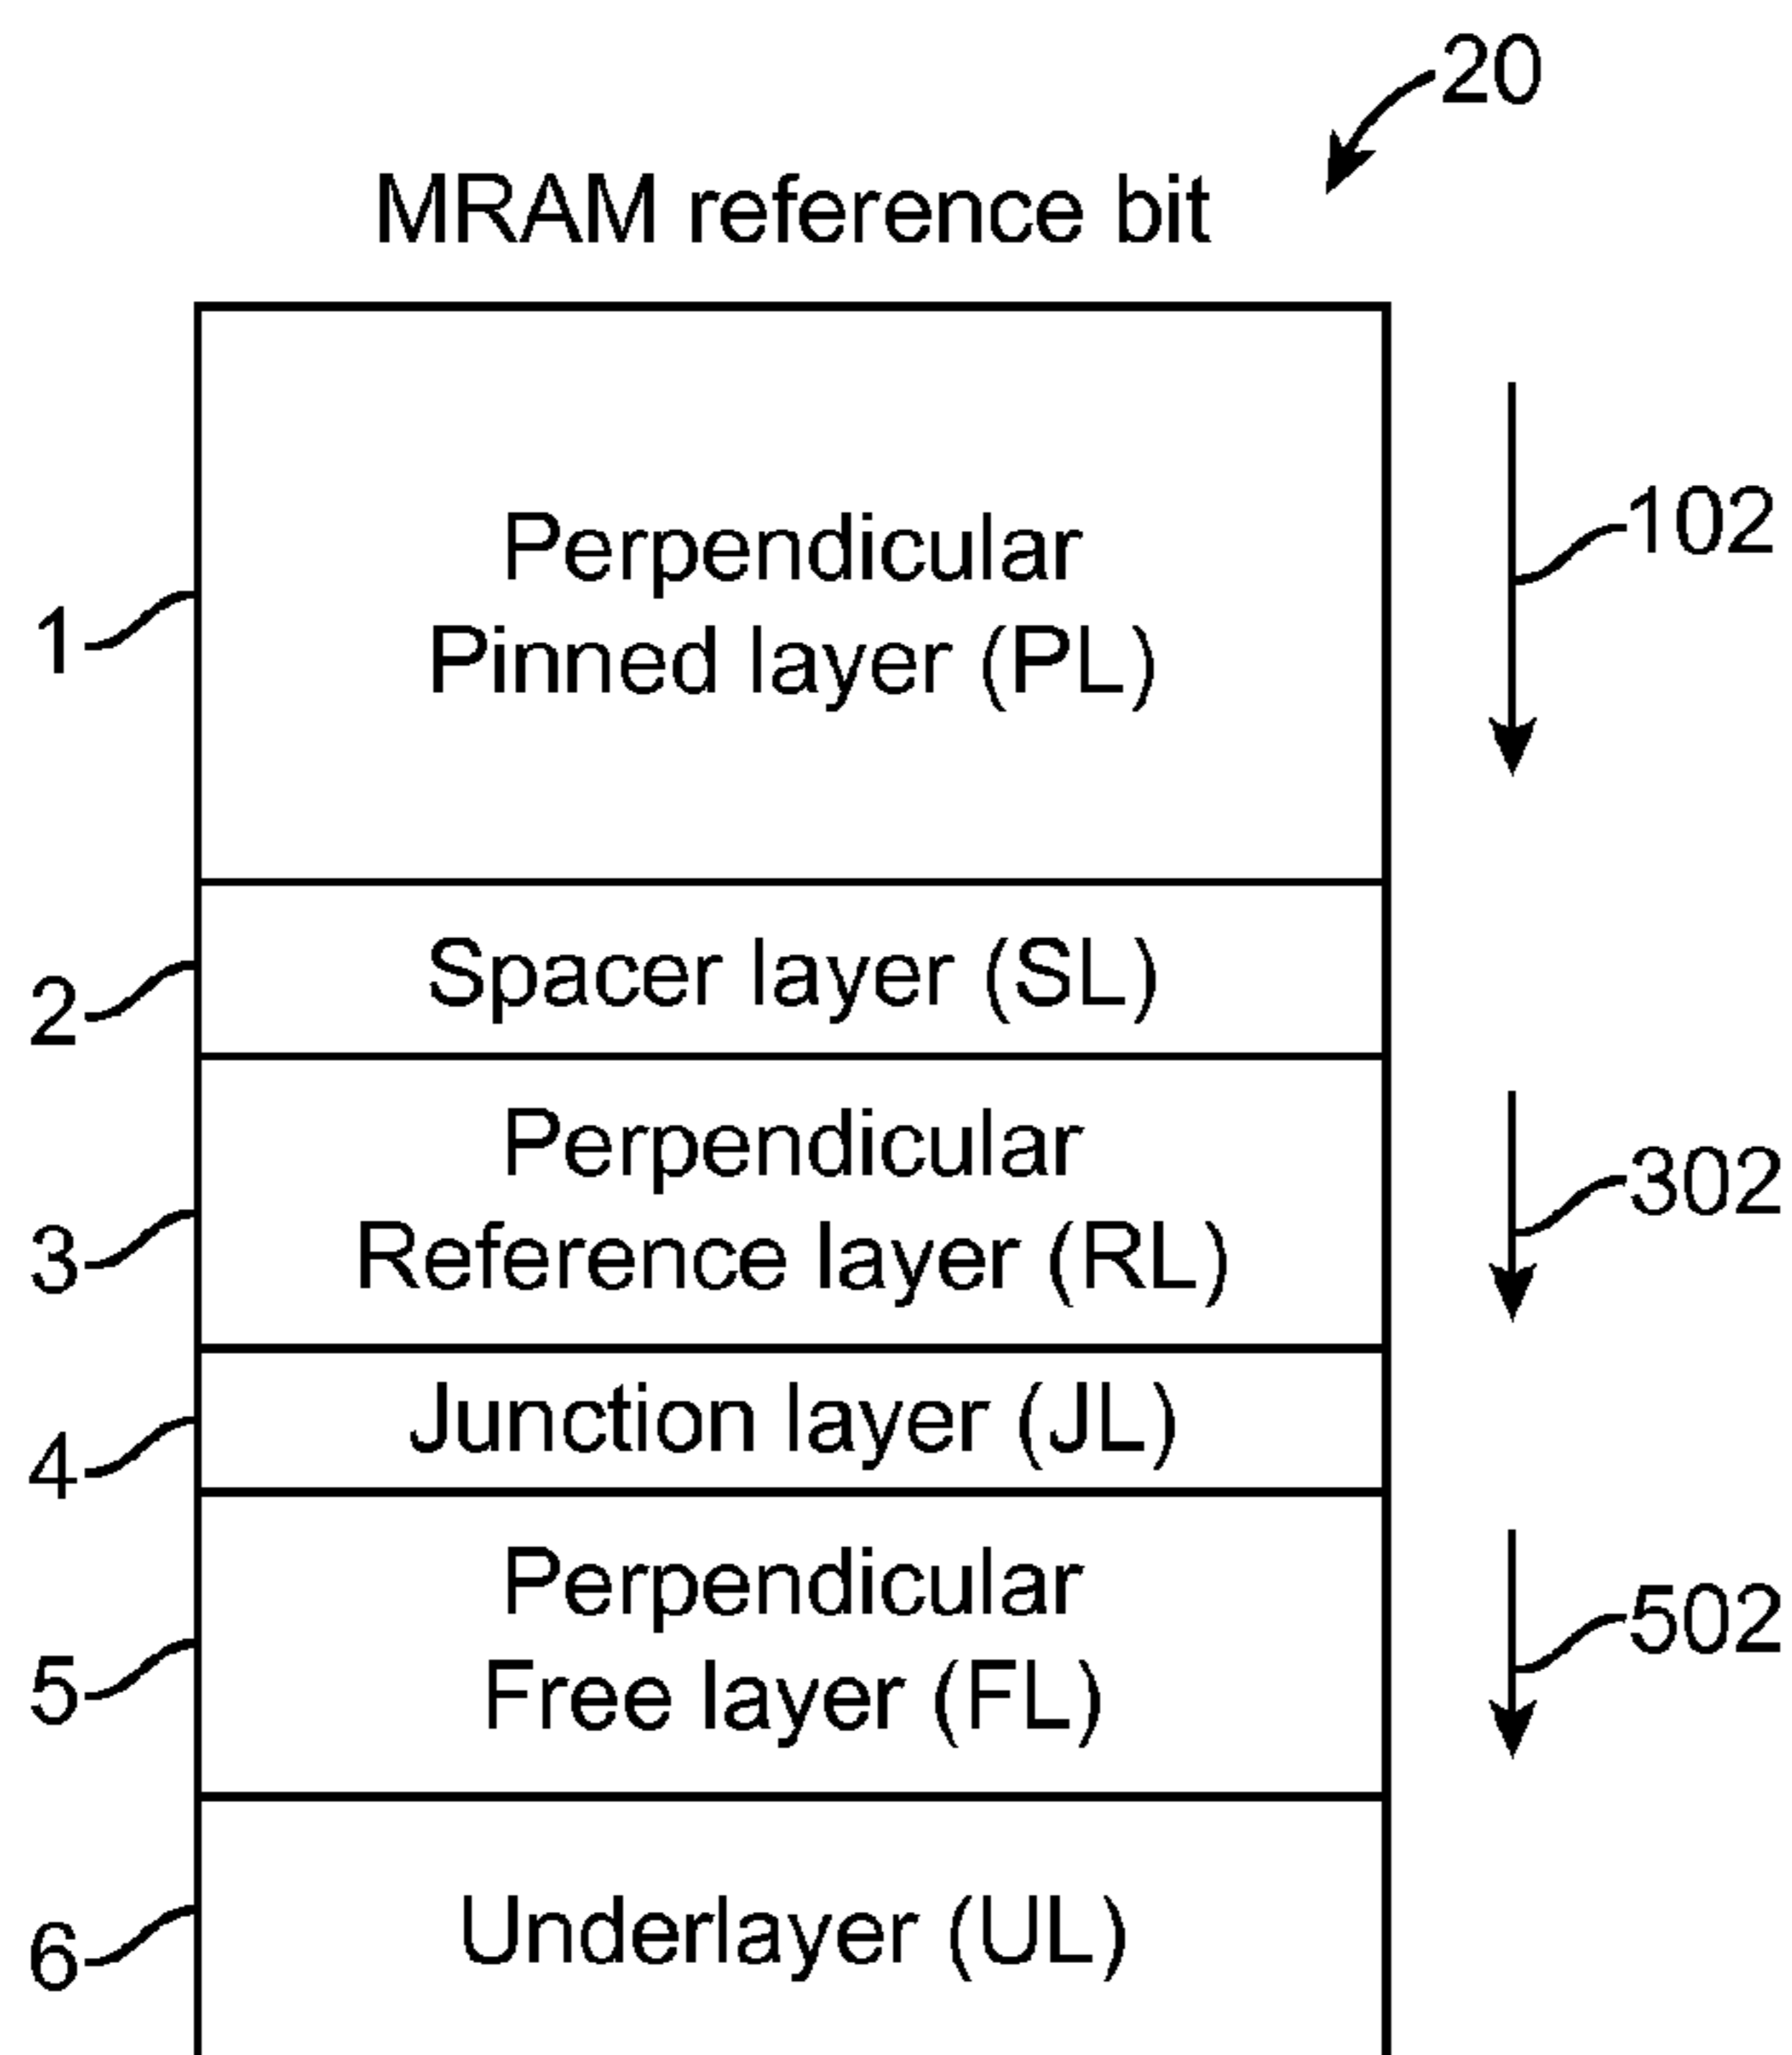 20
MRAM reference bit
Perpendicular
Pinned layer (PL)
1
102
Spacer layer (SL)
2
Perpendicular
Reference layer (RL)
3
302
Junction layer (JL)
4
Perpendicular
Free layer (FL)
5
502
Underlayer (UL)
6